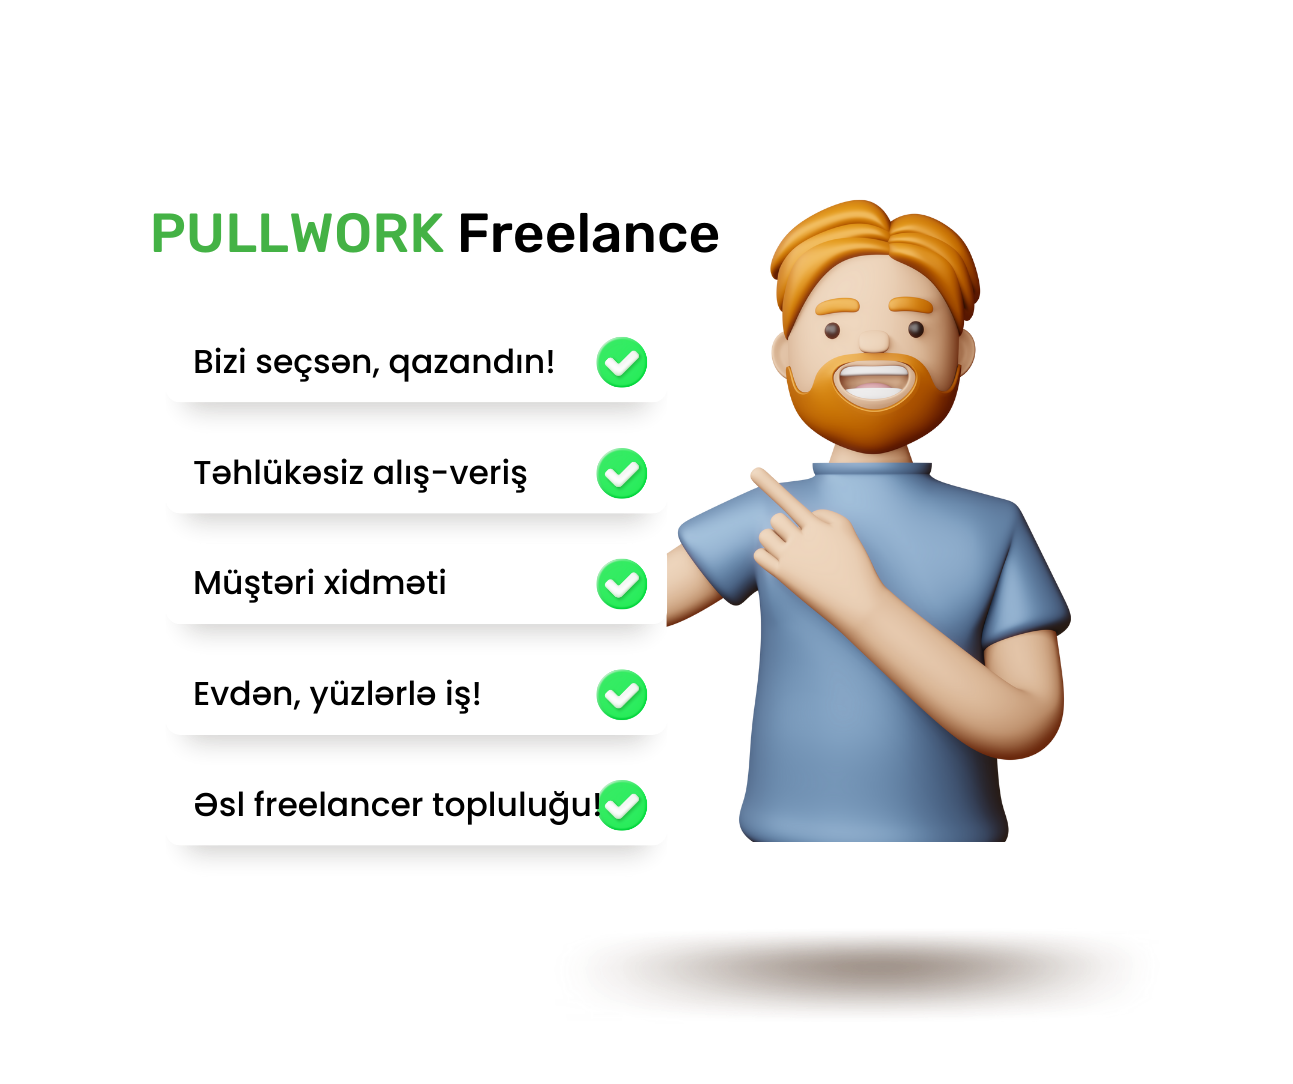 PULLWORK Freelance
Bizi seçsən, qazandın!
Təhlükəsiz alış-veriş
Müştəri xidməti
Evdən, yüzlərlə iş!
Əsl freelancer topluluğu!